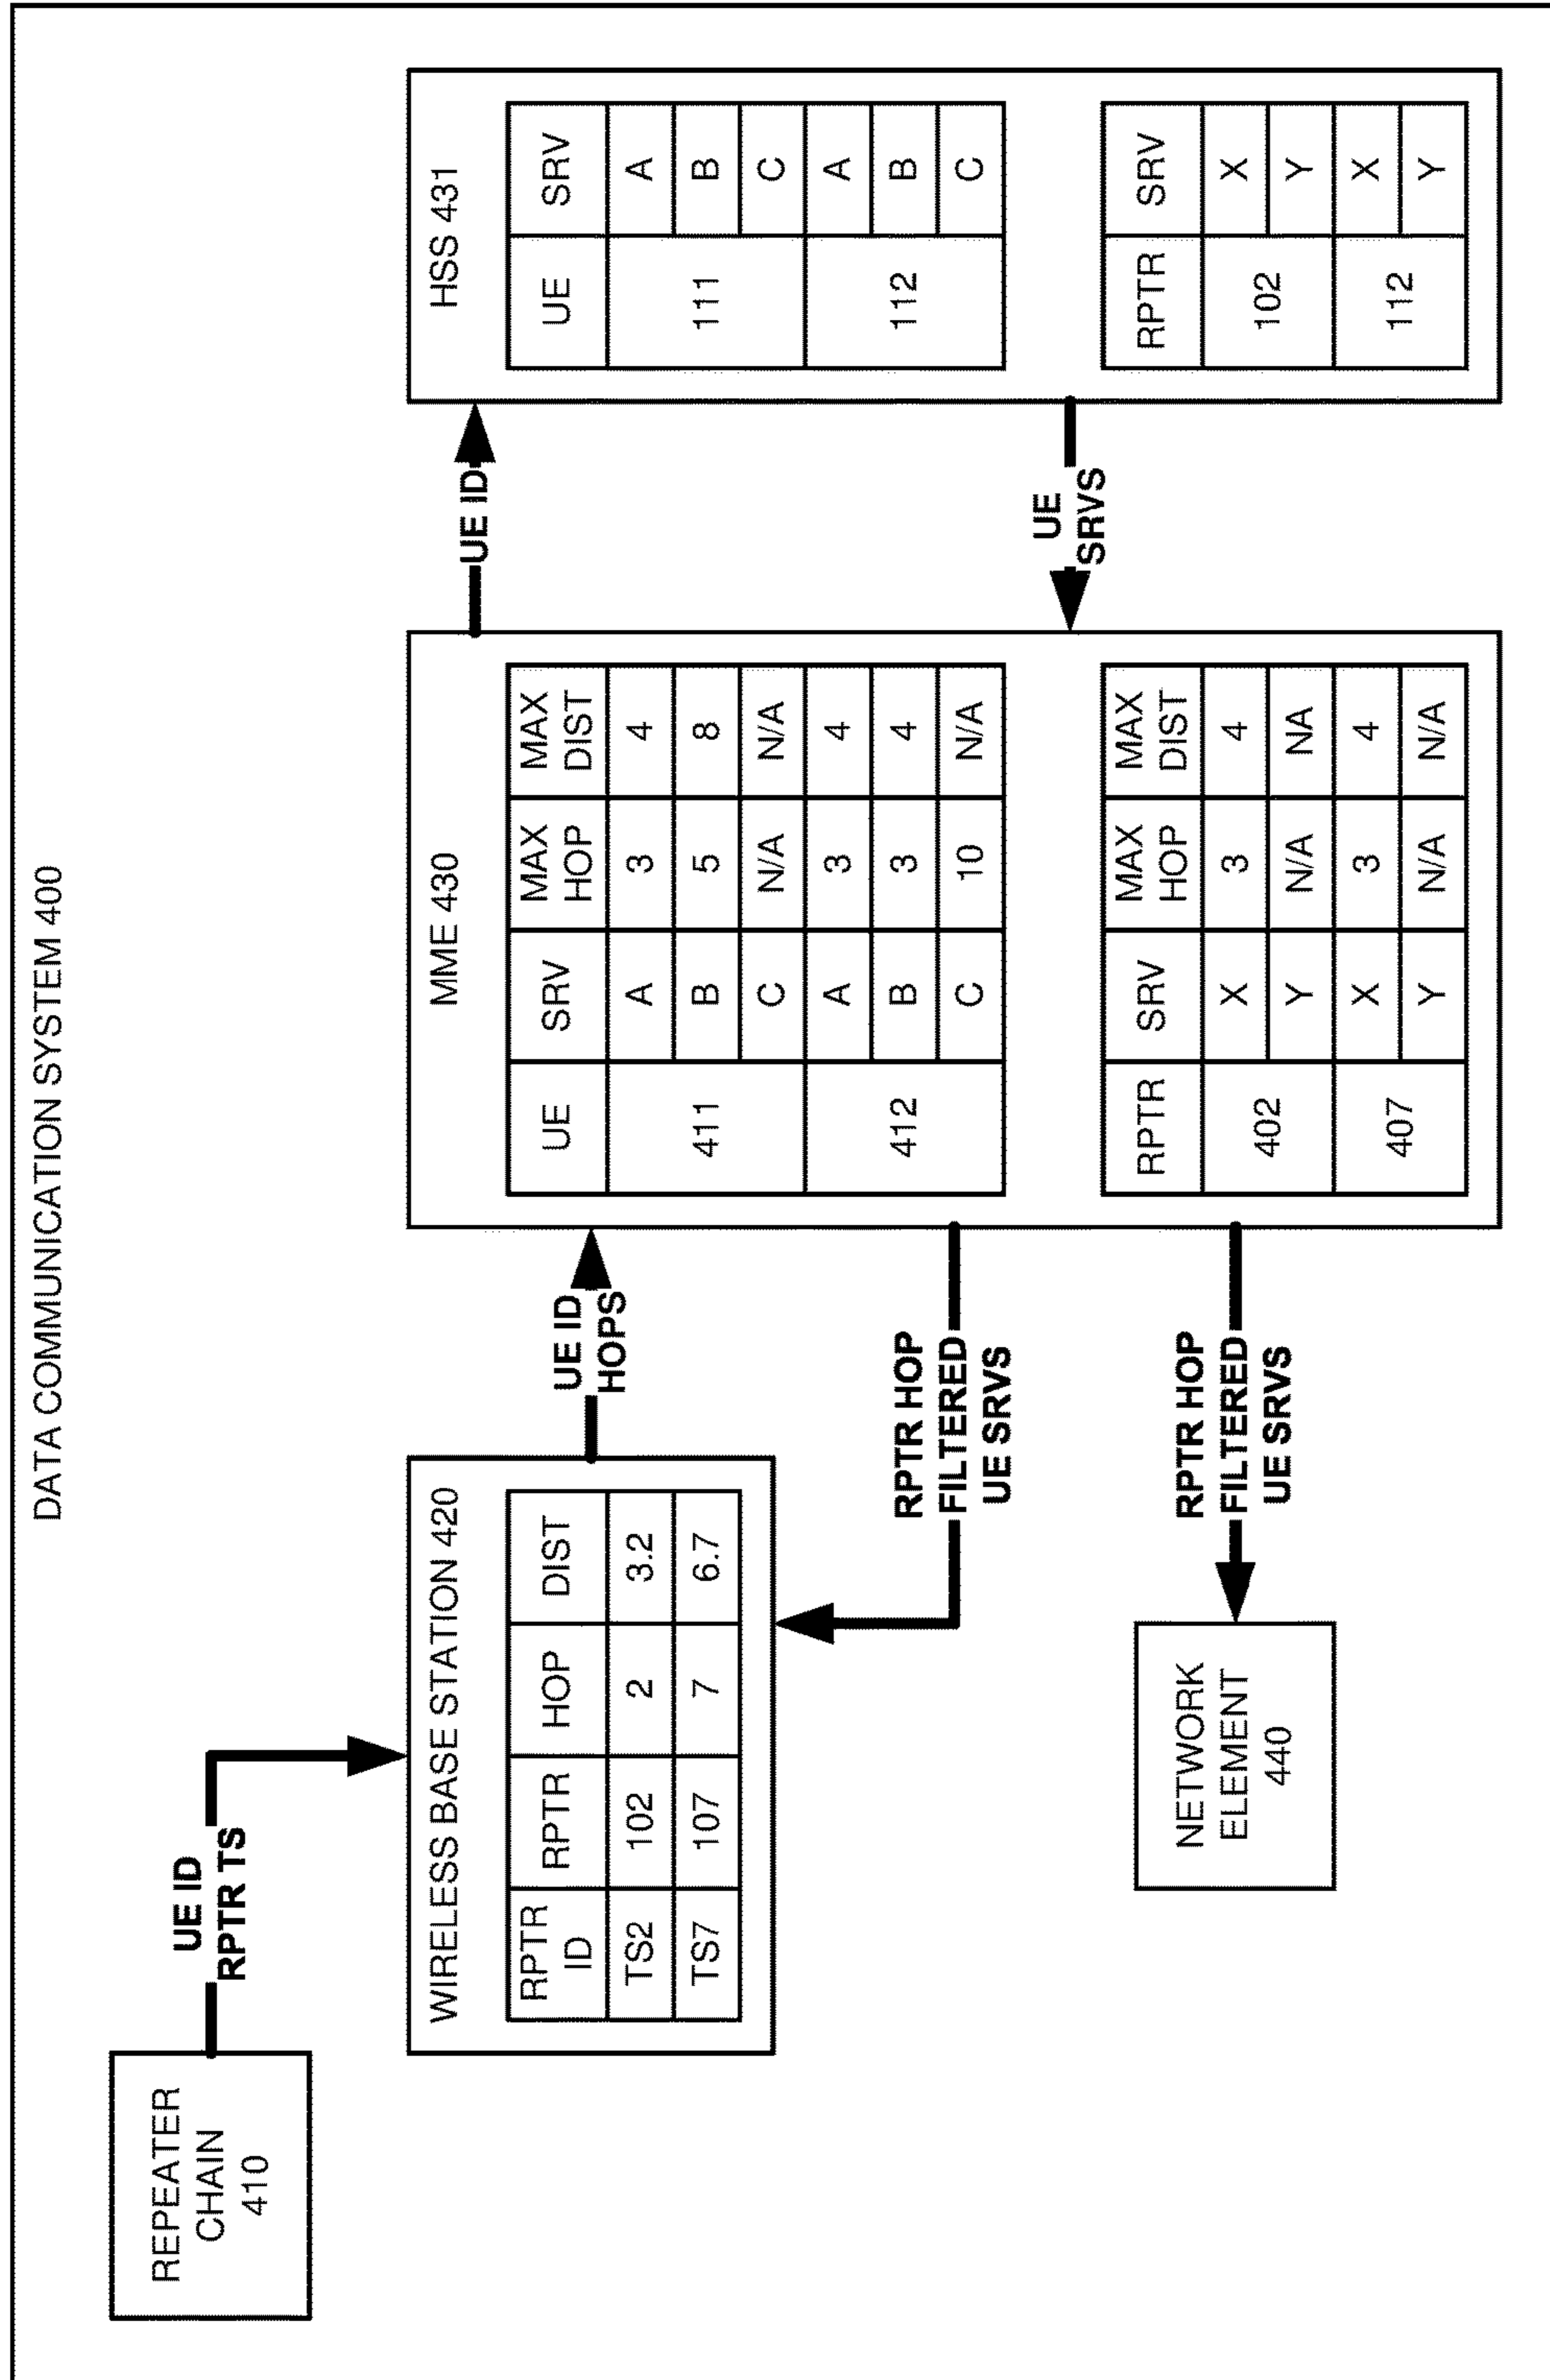 DATA COMMUNICATION SYSTEM 400
REPEATER
CHAIN
410
UE ID
RPTR TS
WIRELESS BASE STATION 420
RPTR ID RPTR HOP DIST
TS2 102 2 3.2
TS7 107 7 6.7
UE ID
HOPS
RPTR HOP
FILTERED
UE SRVS
NETWORK
ELEMENT
440
RPTR HOP
FILTERED
UE SRVS
MME 430
UE SRV MAX HOP MAX DIST
411 A 3 4
B 5 8
C N/A N/A
412 A 3 4
B 3 4
C 10 N/A
RPTR SRV MAX HOP MAX DIST
402 X 3 4
Y N/A NA
407 X 3 4
Y N/A N/A
UE ID
UE
SRVS
HSS 431
UE SRV
111 A
B
C
112 A
B
C
RPTR SRV
102 X
Y
112 X
Y